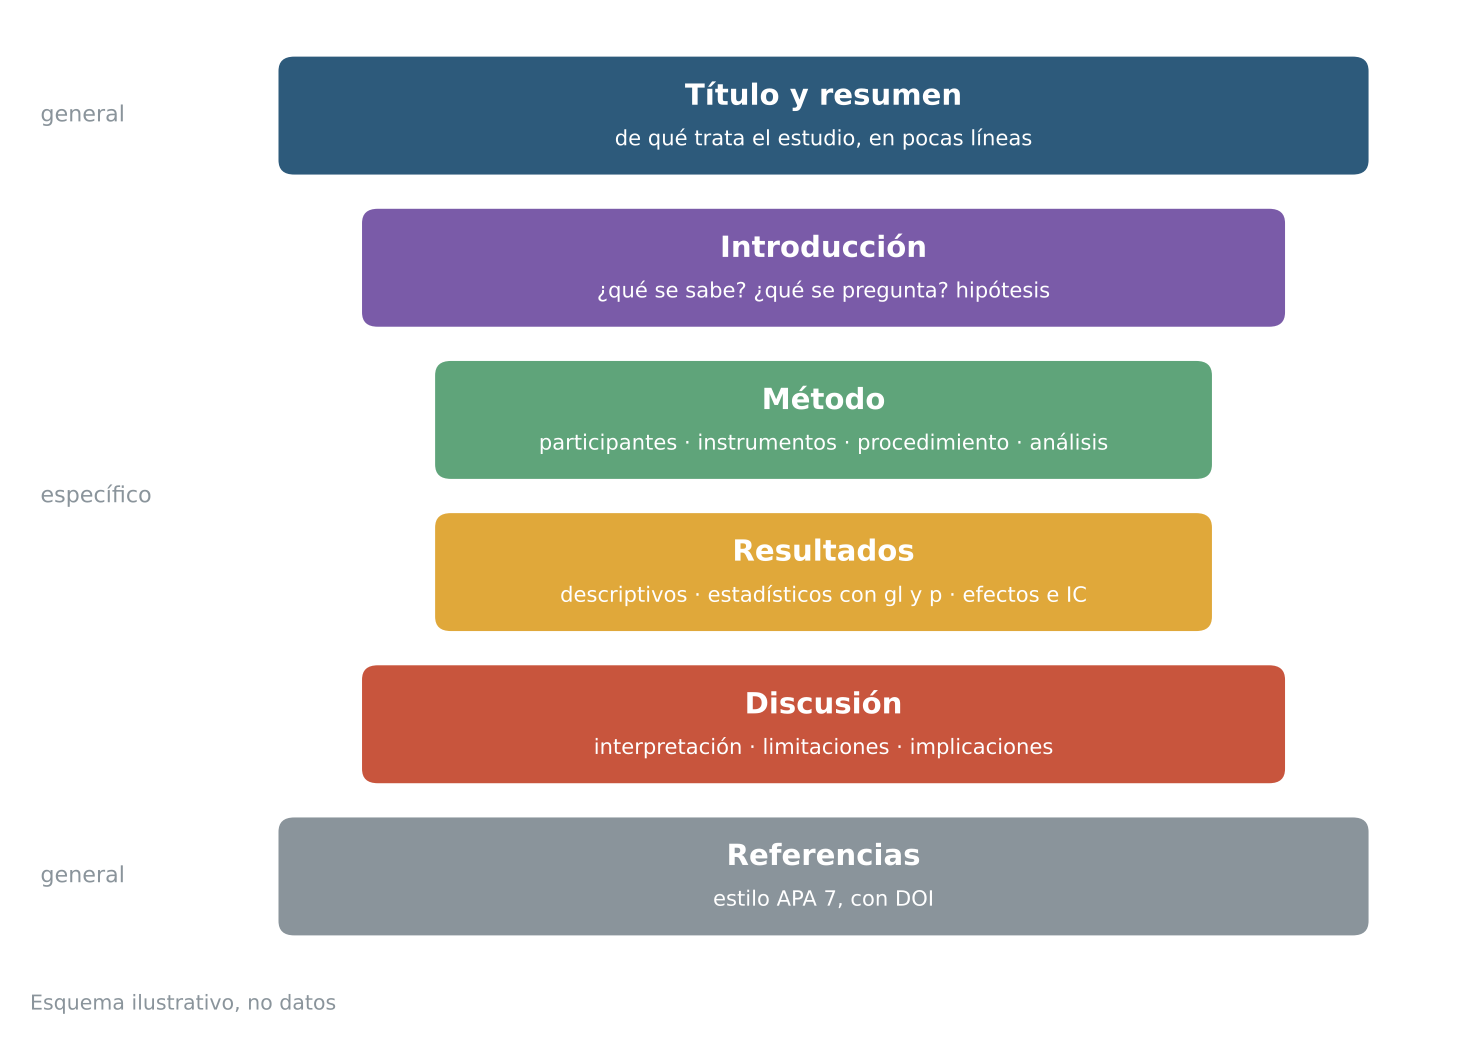 general
Título y resumen
de qué trata el estudio, en pocas líneas
Introducción
¿qué se sabe? ¿qué se pregunta? hipótesis
Método
participantes · instrumentos · procedimiento · análisis
específico
Resultados
descriptivos · estadísticos con gl y p · efectos e IC
Discusión
interpretación · limitaciones · implicaciones
general
Referencias
estilo APA 7, con DOI
Esquema ilustrativo, no datos